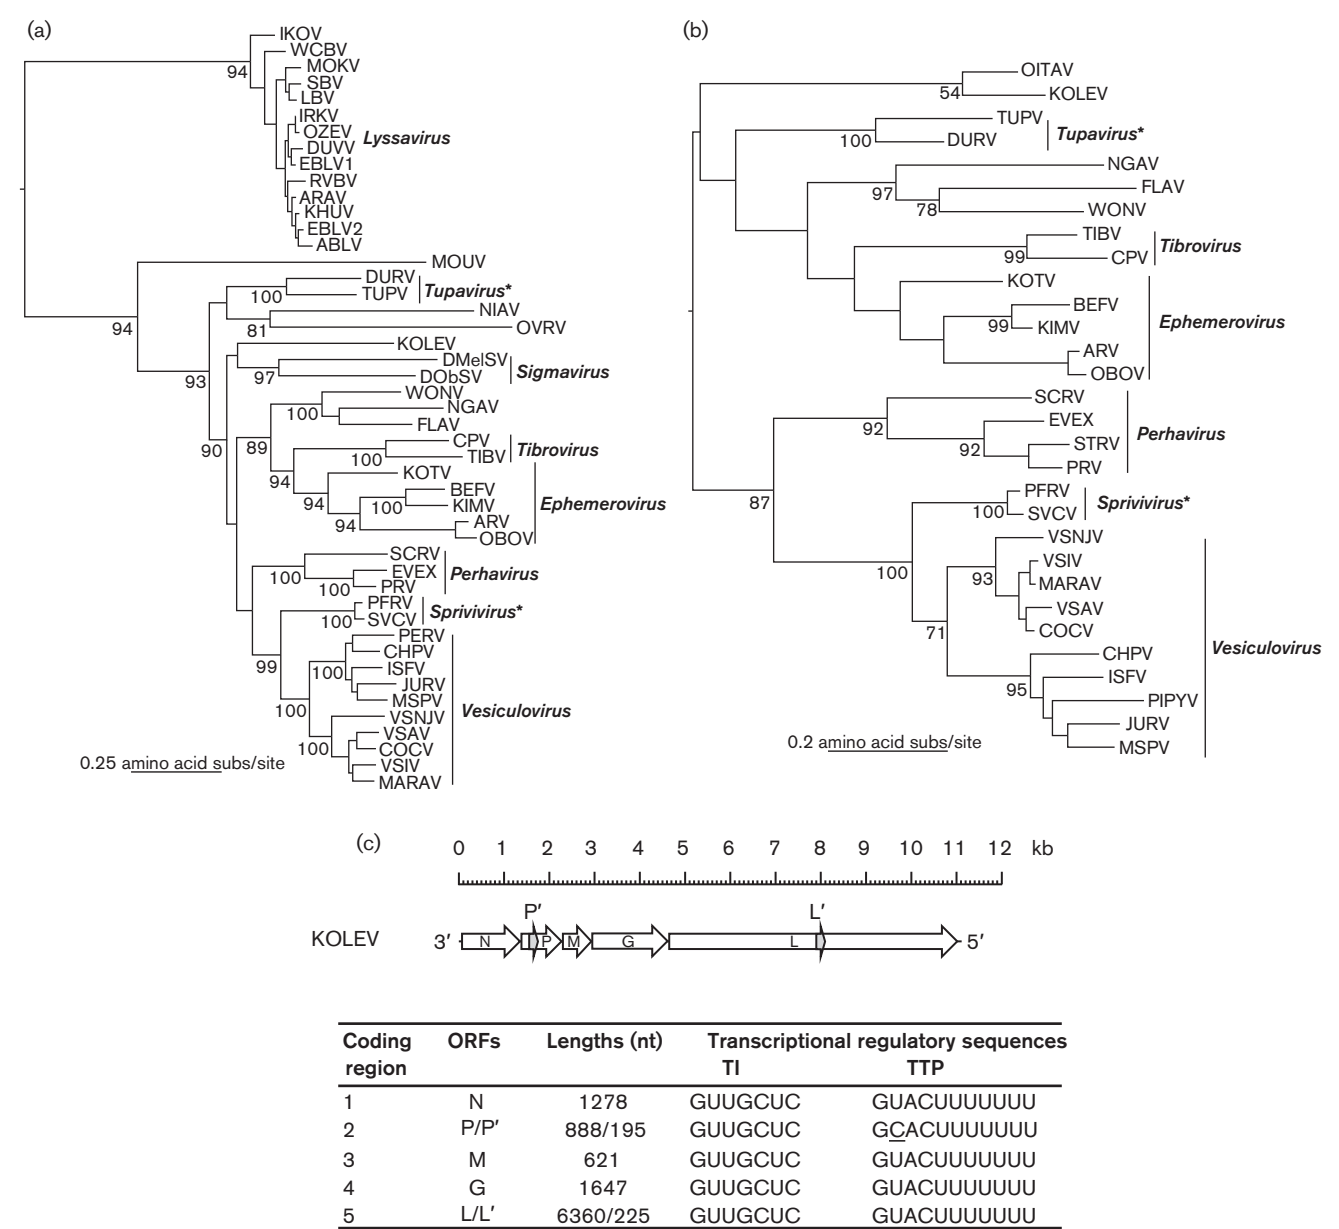 (a)
IKOV
WCBV
94
MOKV
SBV
LBV
IRKV
OZEV
Lyssavirus
DUVV
EBLV1
RVBV
ARAV
KHUV
EBLV2
ABLV
MOUV
DURV
100
TUPV
Tupavirus*
NIAV
94
81
OVRV
KOLEV
DMelSV
93
97
DObSV
Sigmavirus
WONV
100
NGAV
FLAV
90
89
CPV
Tibrovirus
100
TIBV
94
KOTV
94
BEFV
100
KIMV
Ephemerovirus
94
ARV
OBOV
SCRV
100
EVEX
Perhavirus
100
PRV
PFRV
100
SVCV
Sprivivirus*
PERV
99
CHPV
100
ISFV
JURV
MSPV
100
Vesiculovirus
VSNJV
VSAV
100
COCV
VSIV
MARAV
0.25 amino acid subs/site
(b)
OITAV
54
KOLEV
TUPV
100
DURV
Tupavirus*
NGAV
97
FLAV
78
WONV
TIBV
Tibrovirus
99
CPV
KOTV
BEFV
99
KIMV
Ephemerovirus
ARV
OBOV
SCRV
92
EVEX
Perhavirus
92
STRV
PRV
87
PFRV
100
SVCV
Sprivivirus*
VSNJV
100
VSIV
93
MARAV
VSAV
71
COCV
Vesiculovirus
CHPV
95
ISFV
PIPYV
JURV
MSPV
0.2 amino acid subs/site
(c)
0 1 2 3 4 5 6 7 8 9 10 11 12 kb
P′ L′
KOLEV 3′ N P M G L 5′
Coding region ORFs Lengths (nt) Transcriptional regulatory sequences
TI TTP
1 N 1278 GUUGCUC GUACUUUUUUU
2 P/P′ 888/195 GUUGCUC GCACUUUUUUU
3 M 621 GUUGCUC GUACUUUUUUU
4 G 1647 GUUGCUC GUACUUUUUUU
5 L/L′ 6360/225 GUUGCUC GUACUUUUUUU